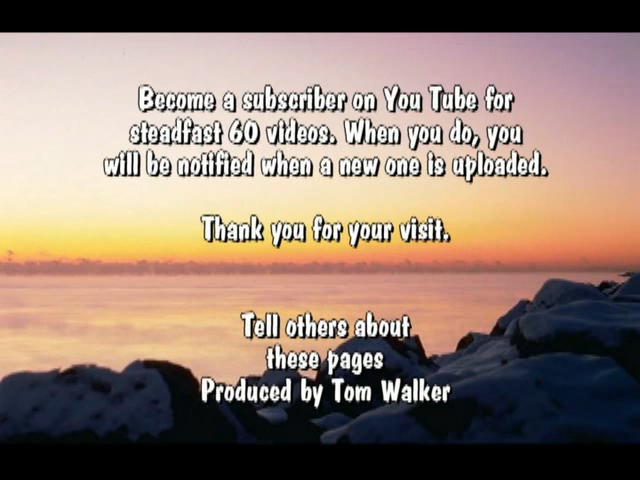 Become a subscriber on You Tube for
steadfast 60 videos. When you do, you
will be notified when a new one is uploaded.
Thank you for your visit.
Tell others about
these pages
Produced by Tom Walker